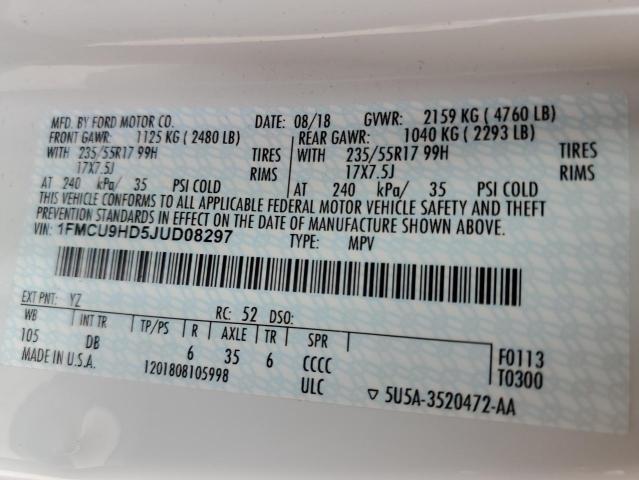 MFD. BY FORD MOTOR CO. DATE: 08/18 GVWR: 2159 KG (4760 LB)
FRONT GAWR: 1125 KG (2480 LB) REAR GAWR: 1040 KG (2293 LB)
WITH 235/55R17 99H TIRES WITH 235/55R17 99H TIRES
17X7.5J RIMS 17X7.5J RIMS
AT 240 kPa/ 35 PSI COLD AT 240 kPa/ 35 PSI COLD
THIS VEHICLE CONFORMS TO ALL APPLICABLE FEDERAL MOTOR VEHICLE SAFETY AND THEFT
PREVENTION STANDARDS IN EFFECT ON THE DATE OF MANUFACTURE SHOWN ABOVE.
VIN: 1FMCU9HD5JUD08297 TYPE: MPV
EXT PNT: YZ RC: 52 DSO:
WB INT TR TP/PS R AXLE TR SPR F0113
105 DB 6 35 6 CCCC T0300
MADE IN U.S.A. 1201808105998 ULC ▽ 5U5A-3520472-AA